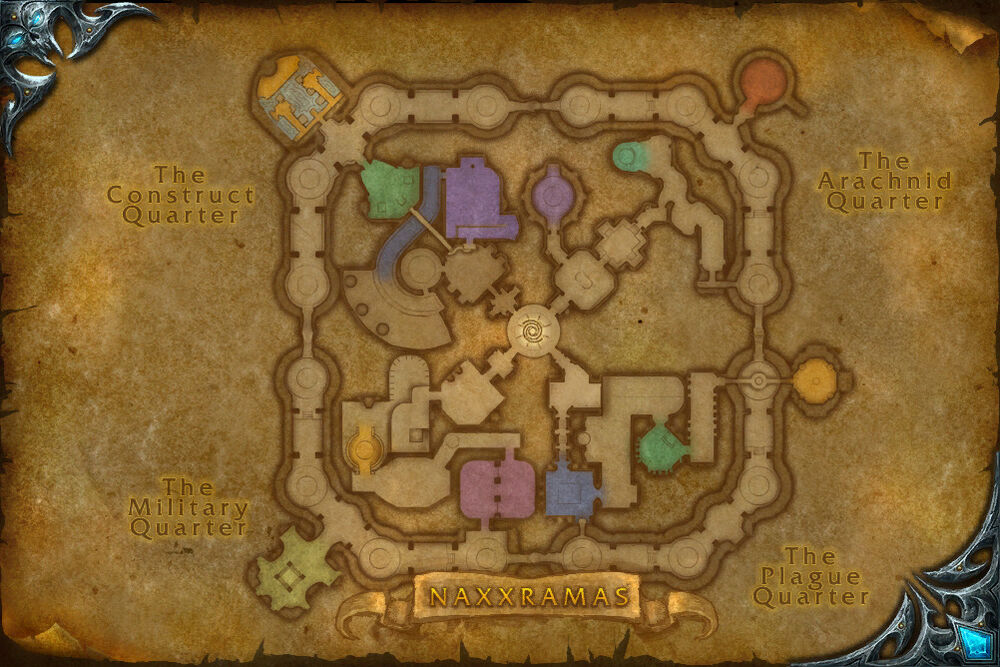 The
Construct
Quarter
The
Arachnid
Quarter
The
Military
Quarter
The
Plague
Quarter
NAXXRAMAS